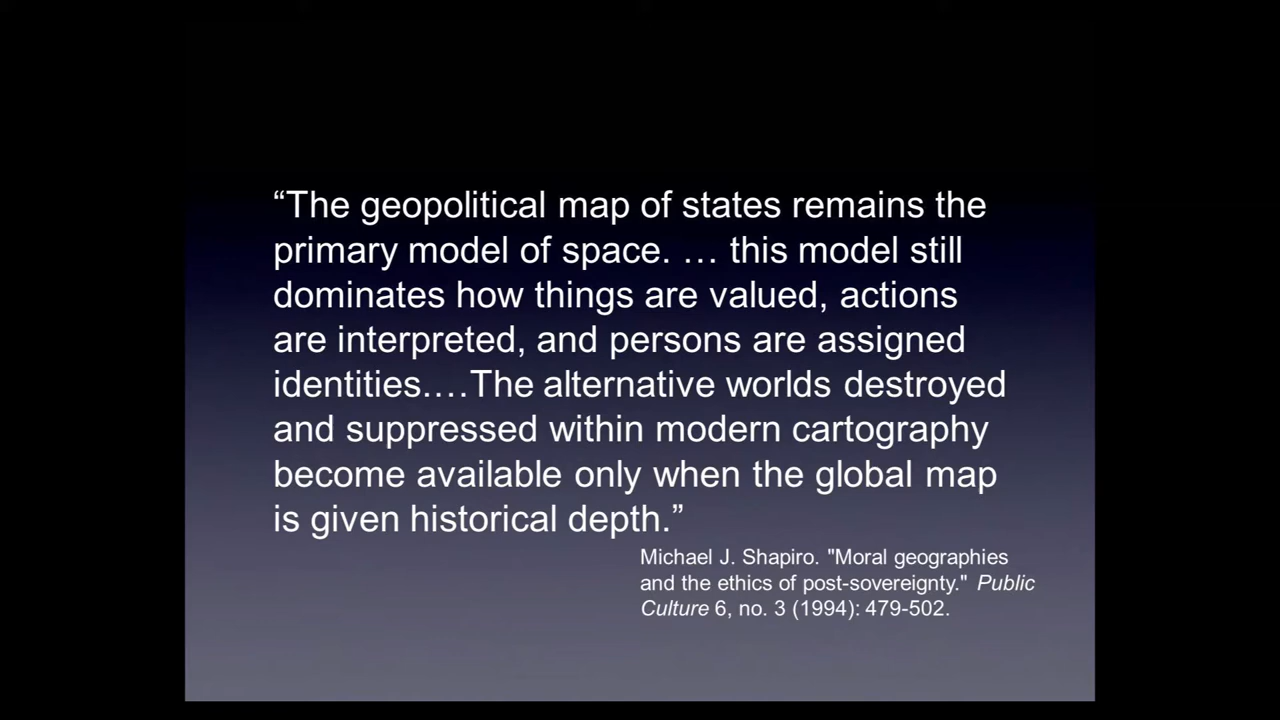 “The geopolitical map of states remains the
primary model of space. … this model still
dominates how things are valued, actions
are interpreted, and persons are assigned
identities.…The alternative worlds destroyed
and suppressed within modern cartography
become available only when the global map
is given historical depth.”
Michael J. Shapiro. "Moral geographies
and the ethics of post-sovereignty." Public
Culture 6, no. 3 (1994): 479-502.